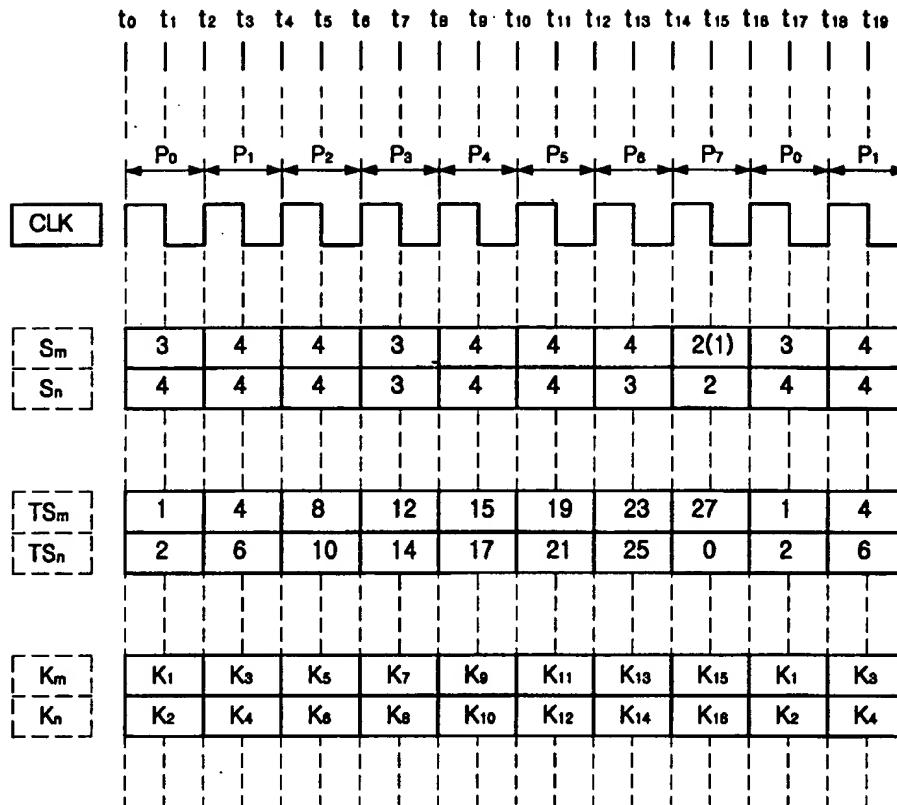 t0 t1 t2 t3 t4 t5 t6 t7 t8 t9 t10 t11 t12 t13 t14 t15 t16 t17 t18 t19
P0 P1 P2 P3 P4 P5 P6 P7 P0 P1
CLK
Sm 3 4 4 3 4 4 4 2(1) 3 4
Sn 4 4 4 3 4 4 3 2 4 4
TSm 1 4 8 12 15 19 23 27 1 4
TSn 2 6 10 14 17 21 25 0 2 6
Km K1 K3 K5 K7 K9 K11 K13 K15 K1 K3
Kn K2 K4 K6 K8 K10 K12 K14 K16 K2 K4